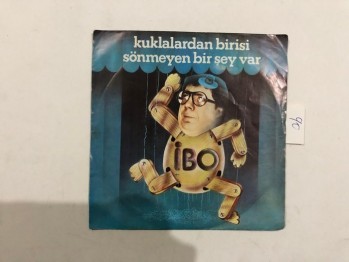 kuklalardan birisi
sönmeyen bir şey var
İBO